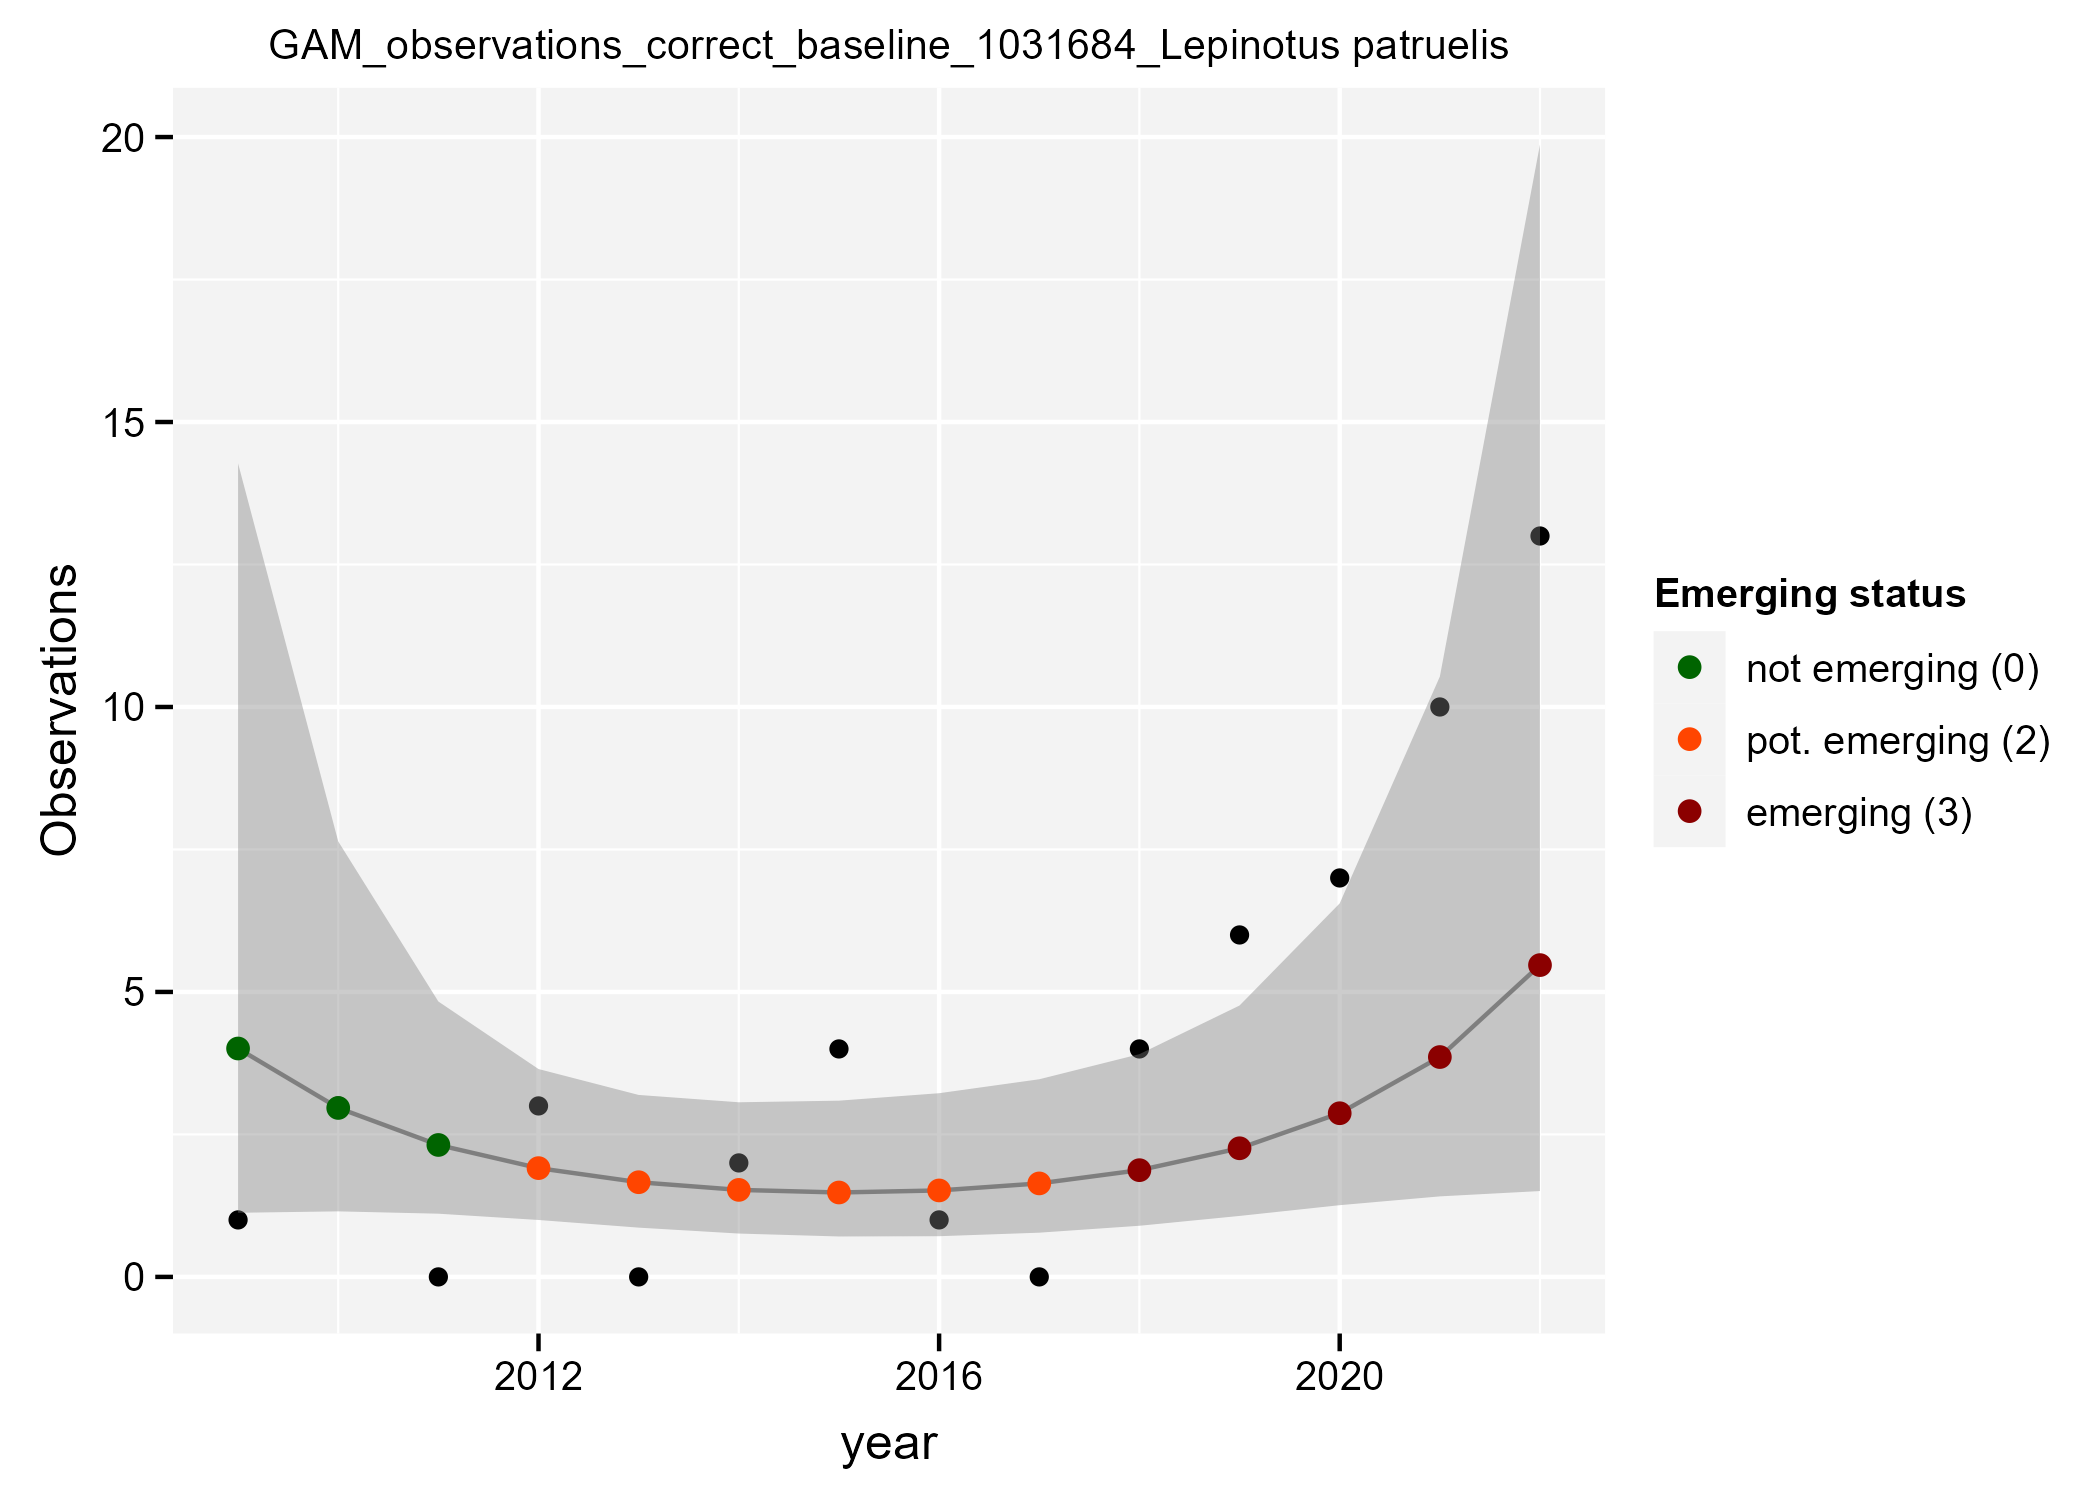 GAM_observations_correct_baseline_1031684_Lepinotus patruelis
20
15
10
5
0
Observations
2012 2016 2020
year
Emerging status
not emerging (0)
pot. emerging (2)
emerging (3)